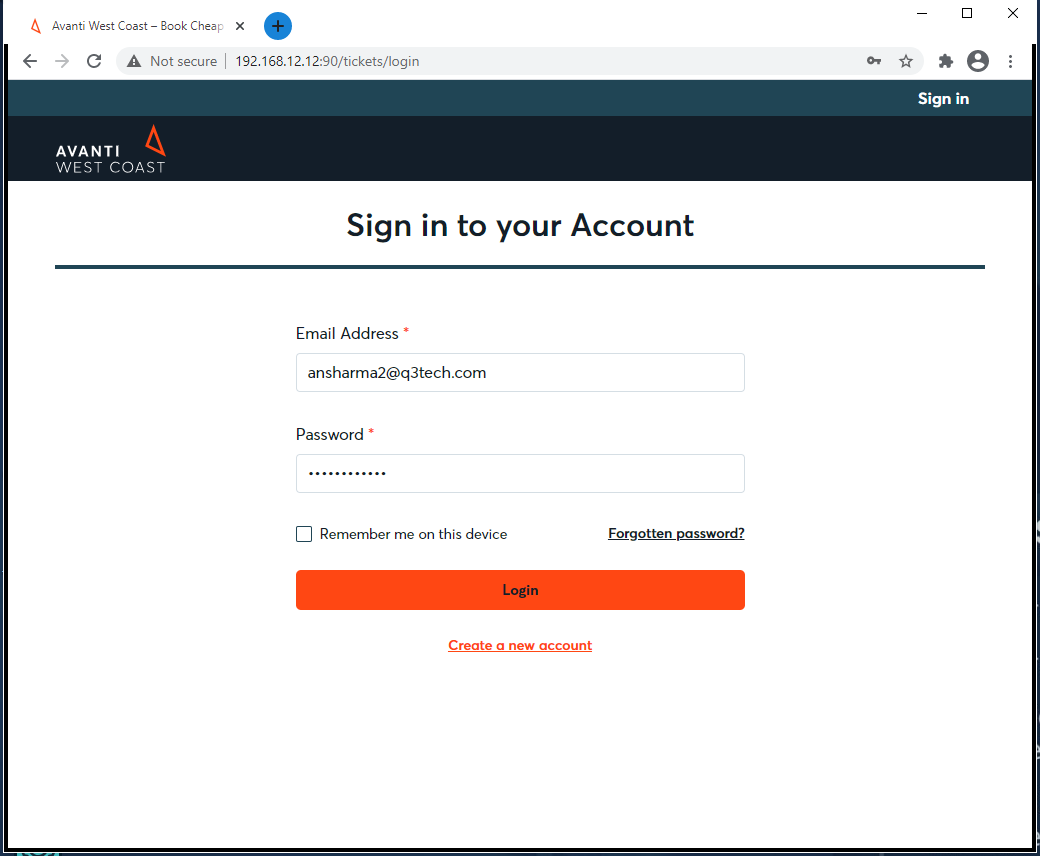 Avanti West Coast – Book Cheap
Not secure
192.168.12.12:90/tickets/login
Sign in
AVANTI
WEST COAST
Sign in to your Account
Email Address *
ansharma2@q3tech.com
Password *
••••••••••••
Remember me on this device
Forgotten password?
Login
Create a new account